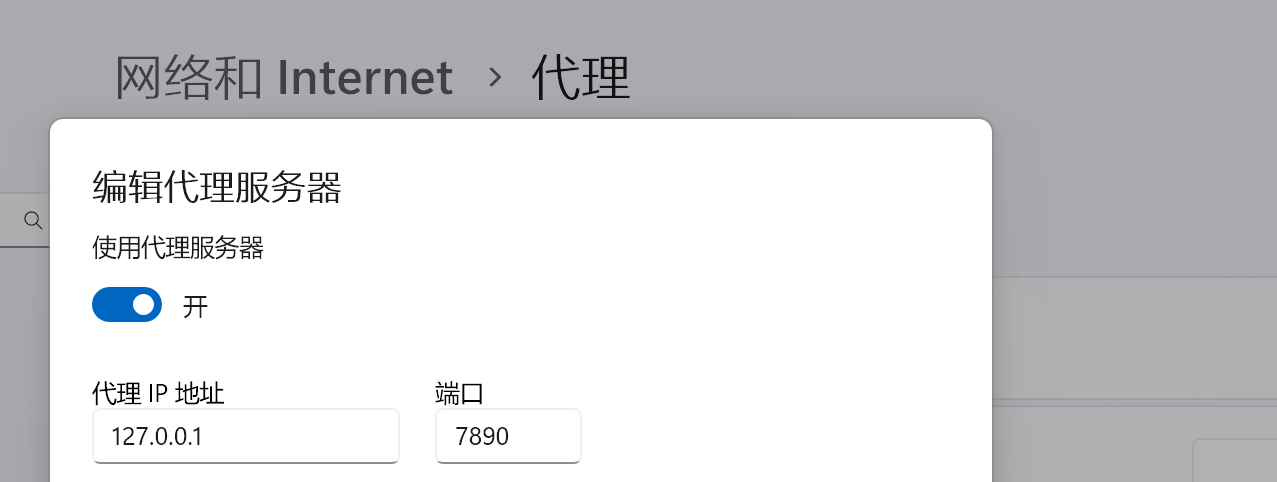 网络和 Internet > 代理
编辑代理服务器
使用代理服务器
开
代理 IP 地址 端口
127.0.0.1 7890